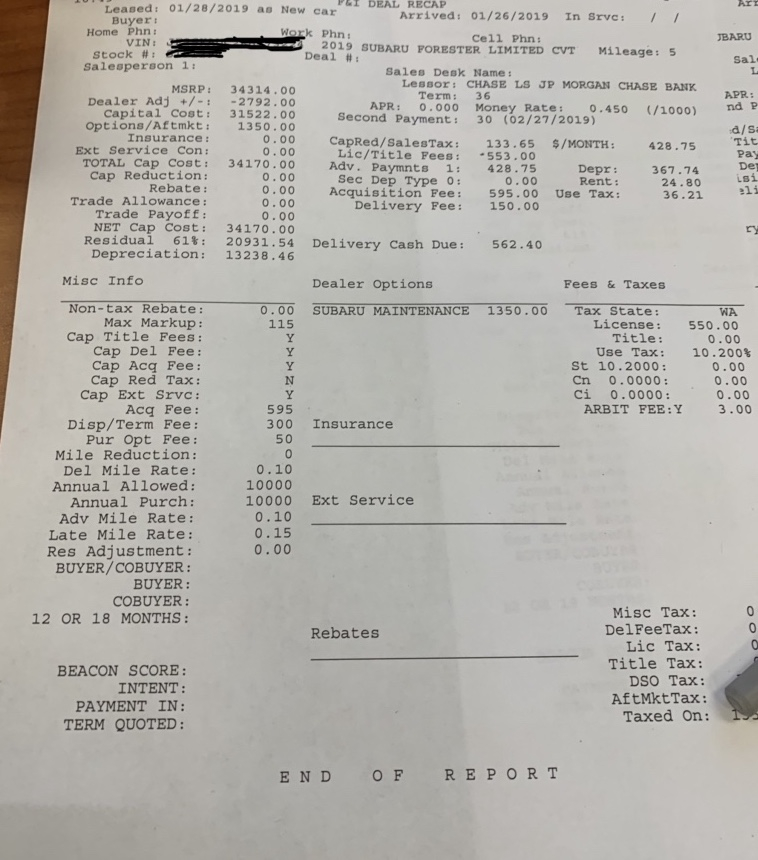 F&I DEAL RECAP
Leased: 01/28/2019 as New car Arrived: 01/26/2019 In Srvc: / /
Buyer:
Home Phn: Work Phn: Cell Phn:
VIN: 2019 SUBARU FORESTER LIMITED CVT Mileage: 5
Stock #: Deal #:
Salesperson 1: Sales Desk Name:
Lessor: CHASE LS JP MORGAN CHASE BANK
MSRP: 34314.00 Term: 36
Dealer Adj +/-: -2792.00 APR: 0.000 Money Rate: 0.450 (/1000)
Capital Cost: 31522.00 Second Payment: 30 (02/27/2019)
Options/Aftmkt: 1350.00
Insurance: 0.00 CapRed/SalesTax: 133.65 $/MONTH: 428.75
Ext Service Con: 0.00 Lic/Title Fees: 553.00
TOTAL Cap Cost: 34170.00 Adv. Paymnts 1: 428.75 Depr: 367.74
Cap Reduction: 0.00 Sec Dep Type 0: 0.00 Rent: 24.80
Rebate: 0.00 Acquisition Fee: 595.00 Use Tax: 36.21
Trade Allowance: 0.00 Delivery Fee: 150.00
Trade Payoff: 0.00
NET Cap Cost: 34170.00
Residual 61%: 20931.54 Delivery Cash Due: 562.40
Depreciation: 13238.46
Misc Info Dealer Options Fees & Taxes
Non-tax Rebate: 0.00 SUBARU MAINTENANCE 1350.00 Tax State: WA
Max Markup: 115 License: 550.00
Cap Title Fees: Y Title: 0.00
Cap Del Fee: Y Use Tax: 10.200%
Cap Acq Fee: Y St 10.2000: 0.00
Cap Red Tax: N Cn 0.0000: 0.00
Cap Ext Srvc: Y Ci 0.0000: 0.00
Acq Fee: 595 ARBIT FEE:Y 3.00
Disp/Term Fee: 300 Insurance
Pur Opt Fee: 50
Mile Reduction: 0
Del Mile Rate: 0.10
Annual Allowed: 10000
Annual Purch: 10000 Ext Service
Adv Mile Rate: 0.10
Late Mile Rate: 0.15
Res Adjustment: 0.00
BUYER/COBUYER:
BUYER:
COBUYER:
12 OR 18 MONTHS: Misc Tax: 0
Rebates DelFeeTax: 0
Lic Tax: 0
BEACON SCORE: Title Tax:
INTENT: DSO Tax:
PAYMENT IN: AftMktTax:
TERM QUOTED: Taxed On:
END OF REPORT